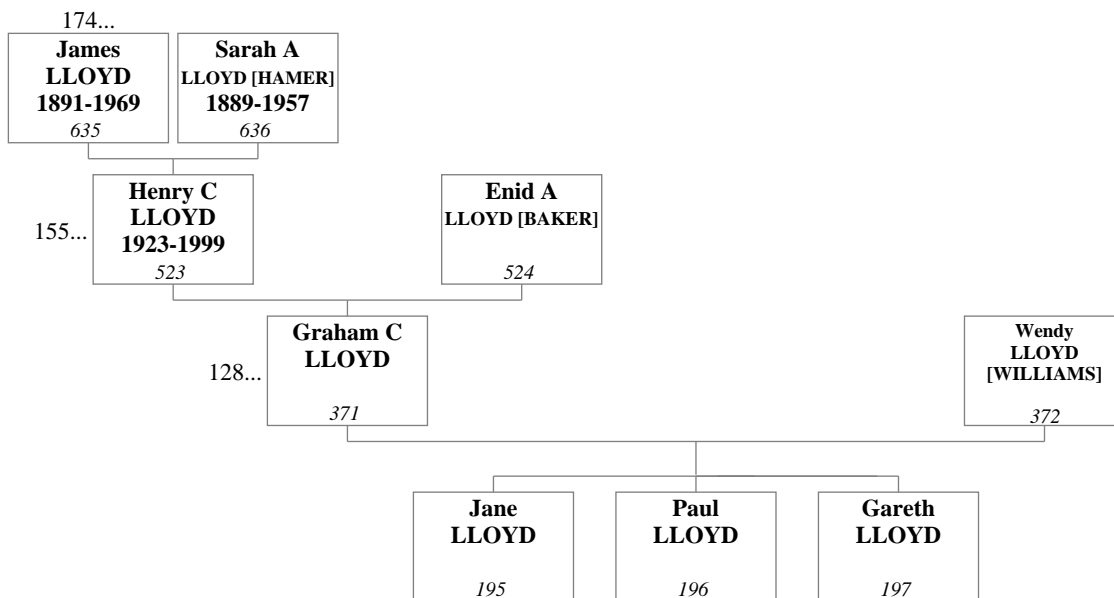 174...
James
LLOYD
1891-1969
635
Sarah A
LLOYD [HAMER]
1889-1957
636
155...
Henry C
LLOYD
1923-1999
523
Enid A
LLOYD [BAKER]
524
128...
Graham C
LLOYD
371
Wendy
LLOYD
[WILLIAMS]
372
Jane
LLOYD
195
Paul
LLOYD
196
Gareth
LLOYD
197